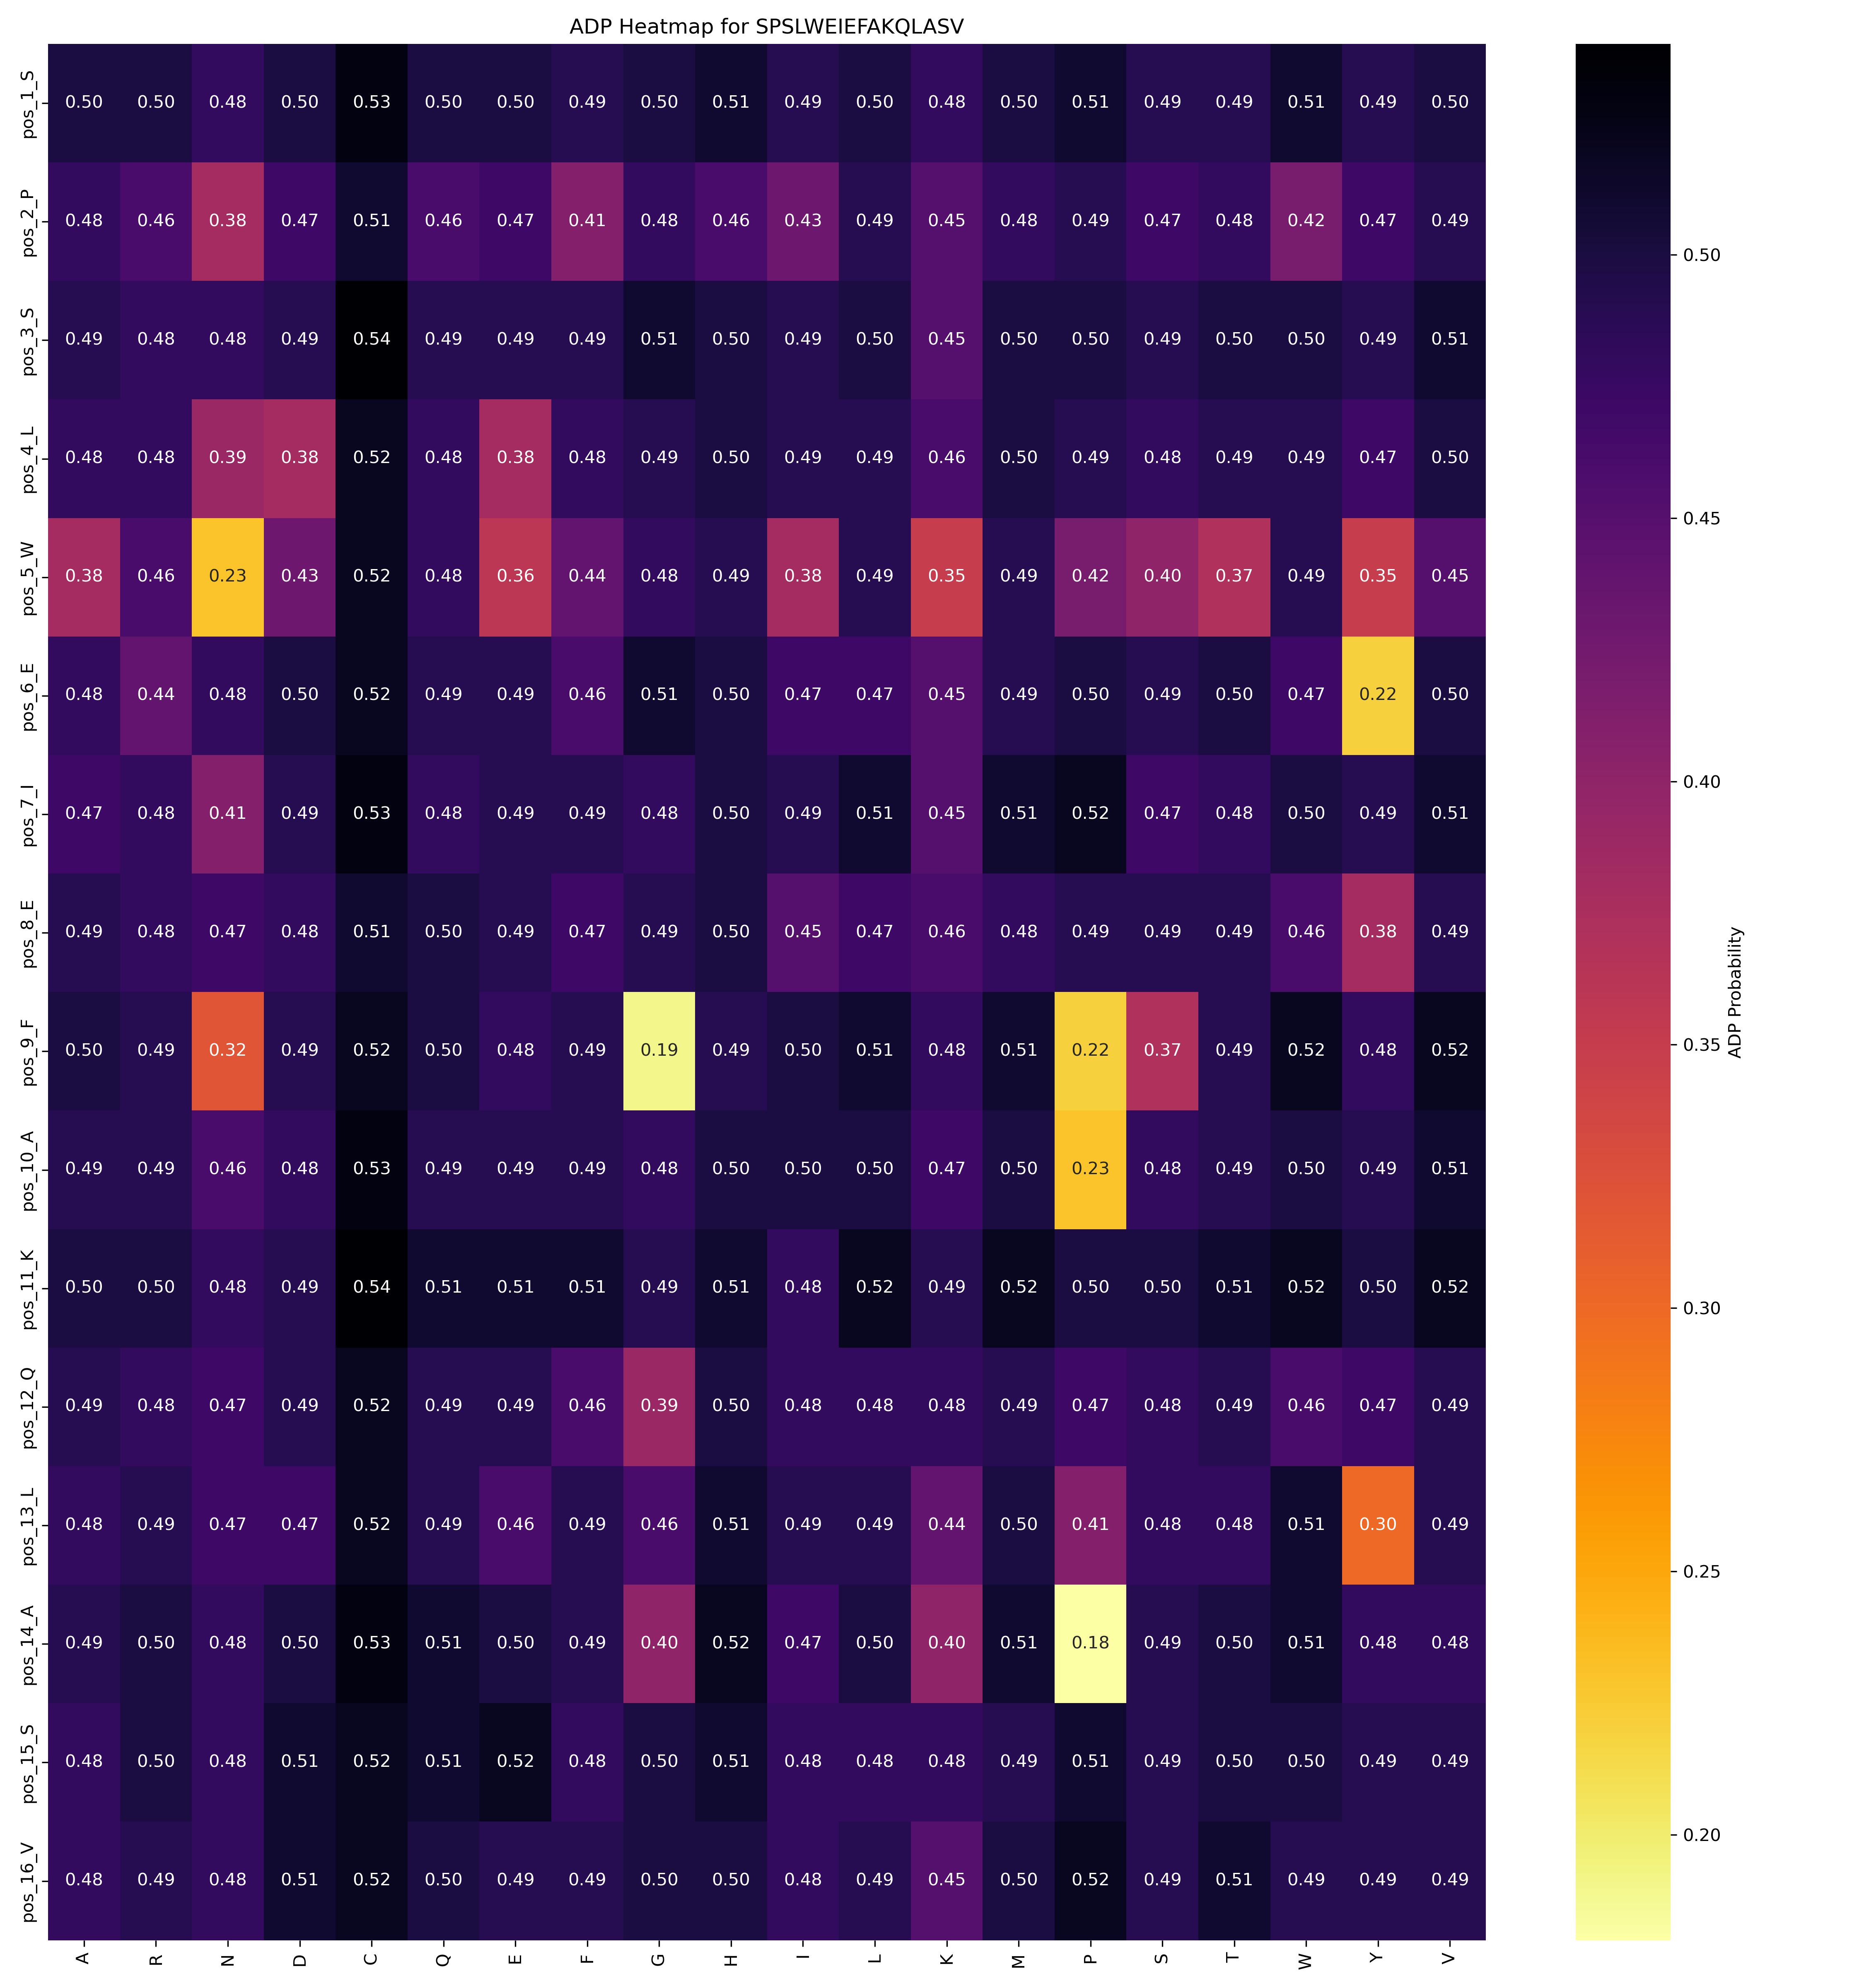 ADP Heatmap for SPSLWEIEFAKQLASV
pos_1_S 0.50 0.50 0.48 0.50 0.53 0.50 0.50 0.49 0.50 0.51 0.49 0.50 0.48 0.50 0.51 0.49 0.49 0.51 0.49 0.50
pos_2_P 0.48 0.46 0.38 0.47 0.51 0.46 0.47 0.41 0.48 0.46 0.43 0.49 0.45 0.48 0.49 0.47 0.48 0.42 0.47 0.49
pos_3_S 0.49 0.48 0.48 0.49 0.54 0.49 0.49 0.49 0.51 0.50 0.49 0.50 0.45 0.50 0.50 0.49 0.50 0.50 0.49 0.51
pos_4_L 0.48 0.48 0.39 0.38 0.52 0.48 0.38 0.48 0.49 0.50 0.49 0.49 0.46 0.50 0.49 0.48 0.49 0.49 0.47 0.50
pos_5_W 0.38 0.46 0.23 0.43 0.52 0.48 0.36 0.44 0.48 0.49 0.38 0.49 0.35 0.49 0.42 0.40 0.37 0.49 0.35 0.45
pos_6_E 0.48 0.44 0.48 0.50 0.52 0.49 0.49 0.46 0.51 0.50 0.47 0.47 0.45 0.49 0.50 0.49 0.50 0.47 0.22 0.50
pos_7_I 0.47 0.48 0.41 0.49 0.53 0.48 0.49 0.49 0.48 0.50 0.49 0.51 0.45 0.51 0.52 0.47 0.48 0.50 0.49 0.51
pos_8_E 0.49 0.48 0.47 0.48 0.51 0.50 0.49 0.47 0.49 0.50 0.45 0.47 0.46 0.48 0.49 0.49 0.49 0.46 0.38 0.49
pos_9_F 0.50 0.49 0.32 0.49 0.52 0.50 0.48 0.49 0.19 0.49 0.50 0.51 0.48 0.51 0.22 0.37 0.49 0.52 0.48 0.52
pos_10_A 0.49 0.49 0.46 0.48 0.53 0.49 0.49 0.49 0.48 0.50 0.50 0.50 0.47 0.50 0.23 0.48 0.49 0.50 0.49 0.51
pos_11_K 0.50 0.50 0.48 0.49 0.54 0.51 0.51 0.51 0.49 0.51 0.48 0.52 0.49 0.52 0.50 0.50 0.51 0.52 0.50 0.52
pos_12_Q 0.49 0.48 0.47 0.49 0.52 0.49 0.49 0.46 0.39 0.50 0.48 0.48 0.48 0.49 0.47 0.48 0.49 0.46 0.47 0.49
pos_13_L 0.48 0.49 0.47 0.47 0.52 0.49 0.46 0.49 0.46 0.51 0.49 0.49 0.44 0.50 0.41 0.48 0.48 0.51 0.30 0.49
pos_14_A 0.49 0.50 0.48 0.50 0.53 0.51 0.50 0.49 0.40 0.52 0.47 0.50 0.40 0.51 0.18 0.49 0.50 0.51 0.48 0.48
pos_15_S 0.48 0.50 0.48 0.51 0.52 0.51 0.52 0.48 0.50 0.51 0.48 0.48 0.48 0.49 0.51 0.49 0.50 0.50 0.49 0.49
pos_16_V 0.48 0.49 0.48 0.51 0.52 0.50 0.49 0.49 0.50 0.50 0.48 0.49 0.45 0.50 0.52 0.49 0.51 0.49 0.49 0.49
A R N D C Q E F G H I L K M P S T W Y V
0.50
0.45
0.40
0.35
0.30
0.25
0.20
ADP Probability